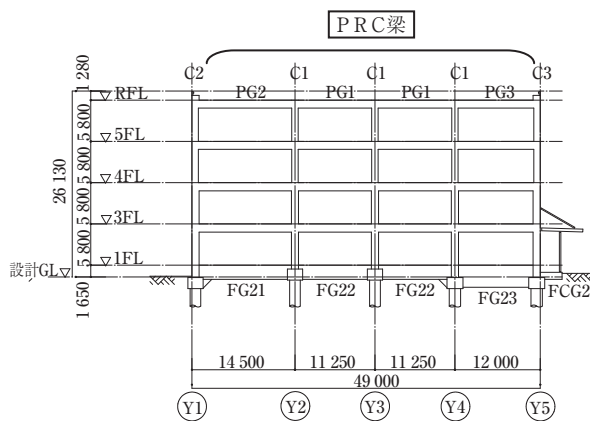 PRC梁
C2 C1 C1 C1 C3
1 280
RFL
PG2 PG1 PG1 PG3
5 800
5FL
5 800
4FL
26 130
5 800
3FL
5 800
1FL
設計GL
1 650
FG21 FG22 FG22 FG23 FCG2
14 500 11 250 11 250 12 000
49 000
Y1 Y2 Y3 Y4 Y5